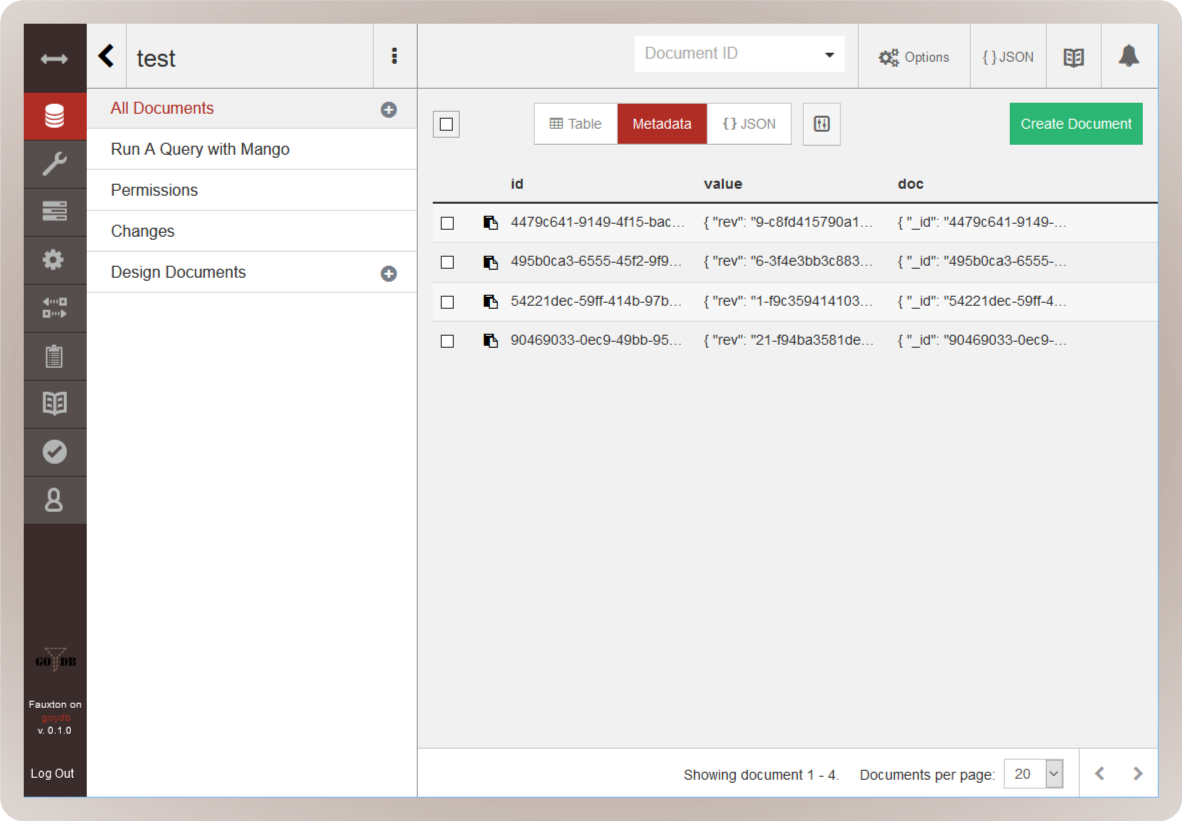 test
Document ID
Options
{ } JSON
All Documents
Run A Query with Mango
Permissions
Changes
Design Documents
Table
Metadata
{ } JSON
Create Document
id value doc
4479c641-9149-4f15-bac... { "rev": "9-c8fd415790a1... { "_id": "4479c641-9149-...
495b0ca3-6555-45f2-9f9... { "rev": "6-3f4e3bb3c883... { "_id": "495b0ca3-6555-...
54221dec-59ff-414b-97b... { "rev": "1-f9c359414103... { "_id": "54221dec-59ff-4...
90469033-0ec9-49bb-95... { "rev": "21-f94ba3581de... { "_id": "90469033-0ec9-...
GOYDB
Fauxton on
goydb
v. 0.1.0
Log Out
Showing document 1 - 4. Documents per page: 20